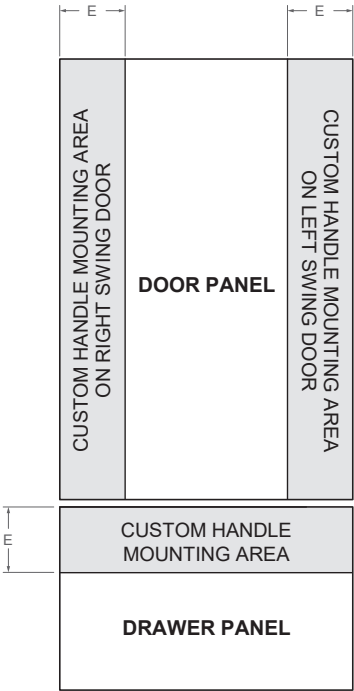 E
E
CUSTOM HANDLE MOUNTING AREA
ON RIGHT SWING DOOR
DOOR PANEL
CUSTOM HANDLE MOUNTING AREA
ON LEFT SWING DOOR
E
CUSTOM HANDLE
MOUNTING AREA
DRAWER PANEL